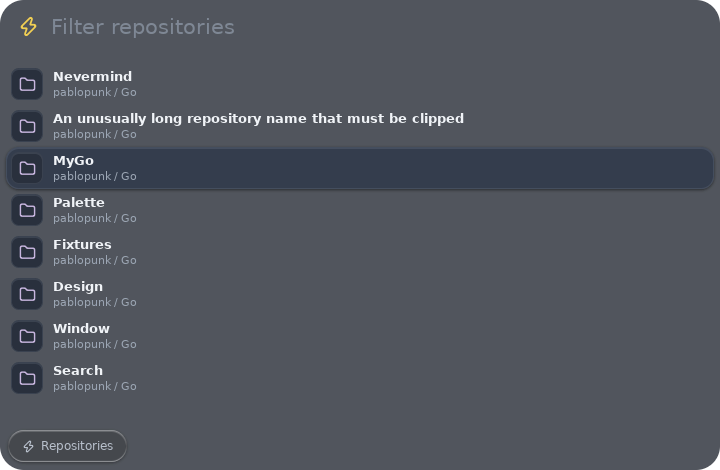 Filter repositories
Nevermind
pablopunk / Go
An unusually long repository name that must be clipped
pablopunk / Go
MyGo
pablopunk / Go
Palette
pablopunk / Go
Fixtures
pablopunk / Go
Design
pablopunk / Go
Window
pablopunk / Go
Search
pablopunk / Go
Repositories